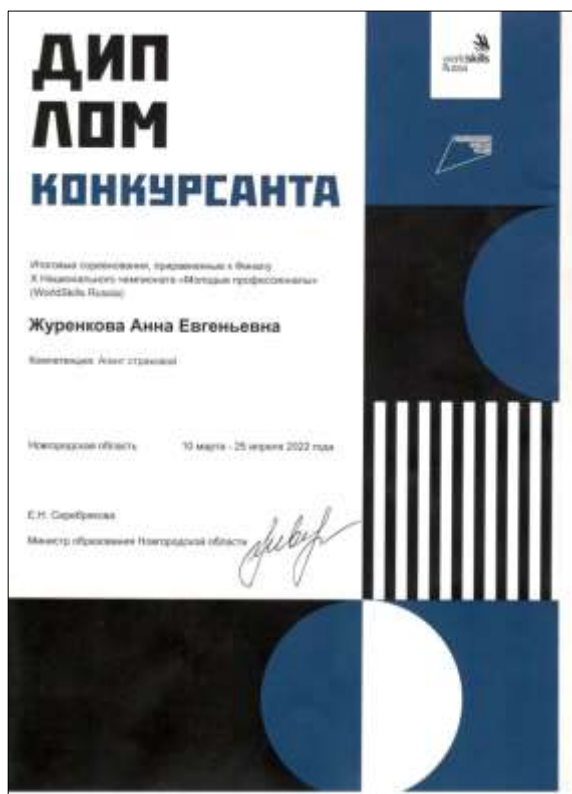 ДИП
ЛОМ
КОНКУРСАНТА
worldskills
Russia
Итоговые соревнования, приравненные к Финалу
X Национального чемпионата «Молодые профессионалы»
(WorldSkills Russia)
Журенкова Анна Евгеньевна
Компетенция: Агент страховой
Новгородская область 10 марта - 25 апреля 2022 года
Е.Н. Серебрякова
Министр образования Новгородской области